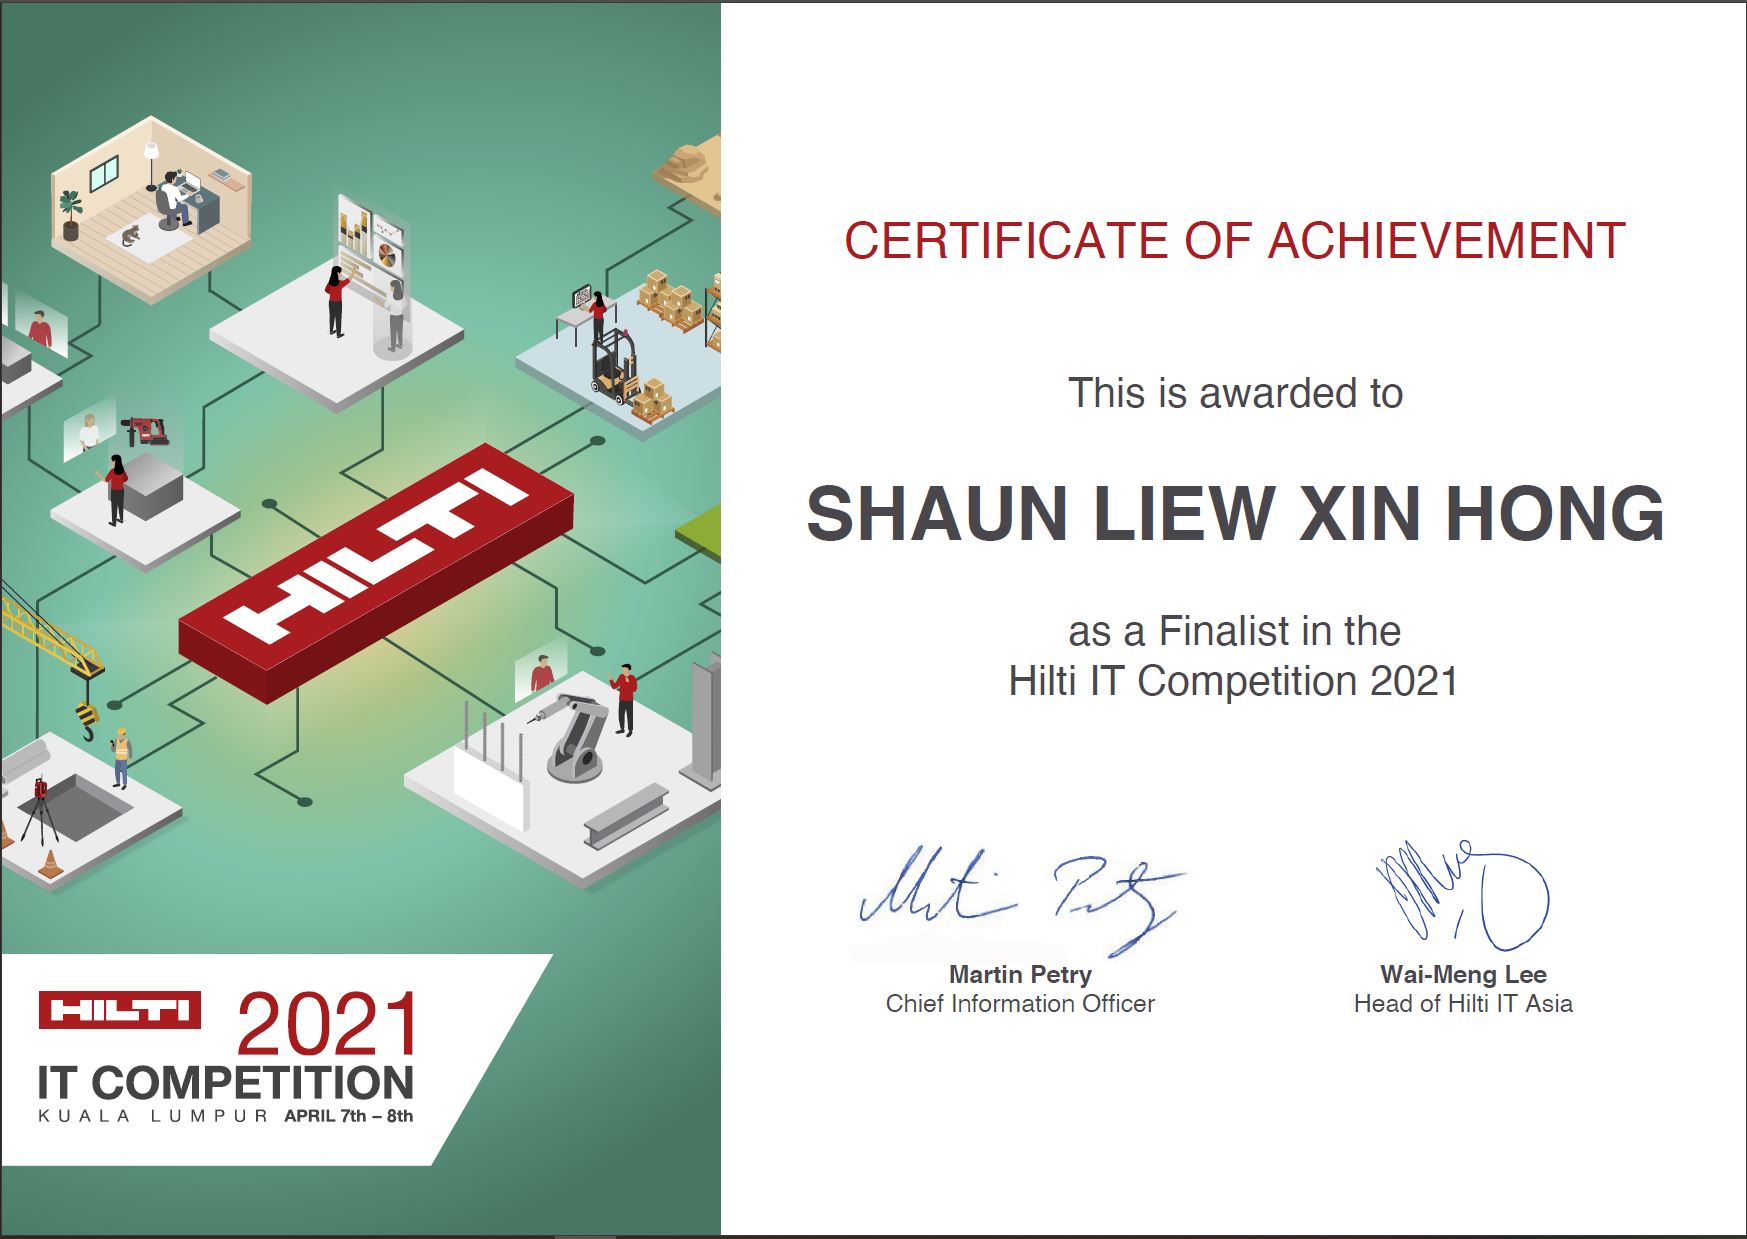 HILTI
HILTI 2021
IT COMPETITION
KUALA LUMPUR APRIL 7th – 8th
CERTIFICATE OF ACHIEVEMENT
This is awarded to
SHAUN LIEW XIN HONG
as a Finalist in the
Hilti IT Competition 2021
Martin Petry
Martin Petry
Chief Information Officer
Wai-Meng Lee
Head of Hilti IT Asia